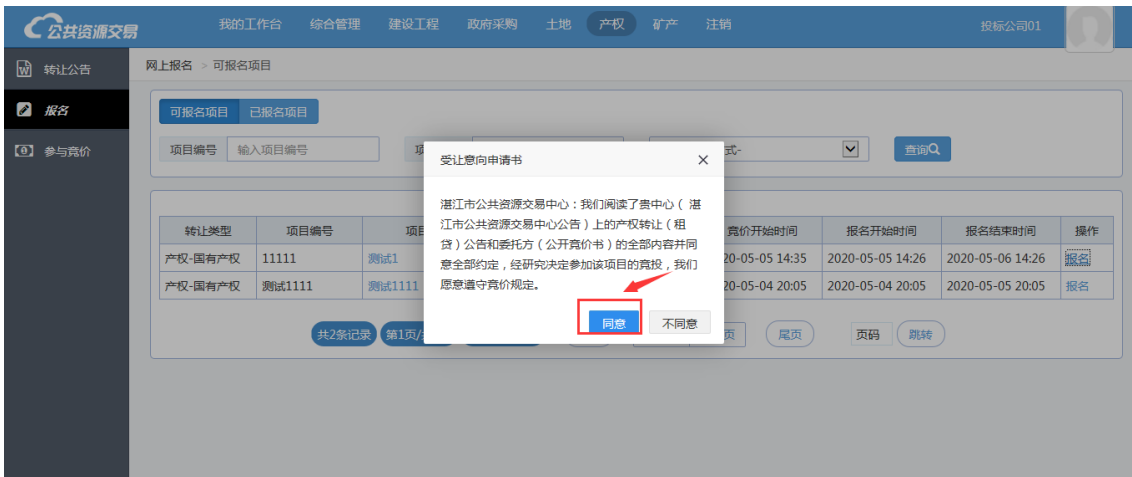 公共资源交易
我的工作台 综合管理 建设工程 政府采购 土地 产权 矿产 注销
投标公司01
转让公告
报名
参与竞价
网上报名 > 可报名项目
可报名项目 已报名项目
项目编号 输入项目编号 式- 查询
受让意向申请书
湛江市公共资源交易中心：我们阅读了贵中心（ 湛
江市公共资源交易中心公告）上的产权转让（租
贷）公告和委托方（公开竞价书）的全部内容并同
意全部约定，经研究决定参加该项目的竞投，我们
愿意遵守竞价规定。
同意 不同意
转让类型 项目编号 竞价开始时间 报名开始时间 报名结束时间 操作
产权-国有产权 11111 测试1 20-05-05 14:35 2020-05-05 14:26 2020-05-06 14:26 报名
产权-国有产权 测试1111 测试1111 20-05-04 20:05 2020-05-04 20:05 2020-05-05 20:05 报名
共2条记录 第1页/ 页 尾页 页码 跳转